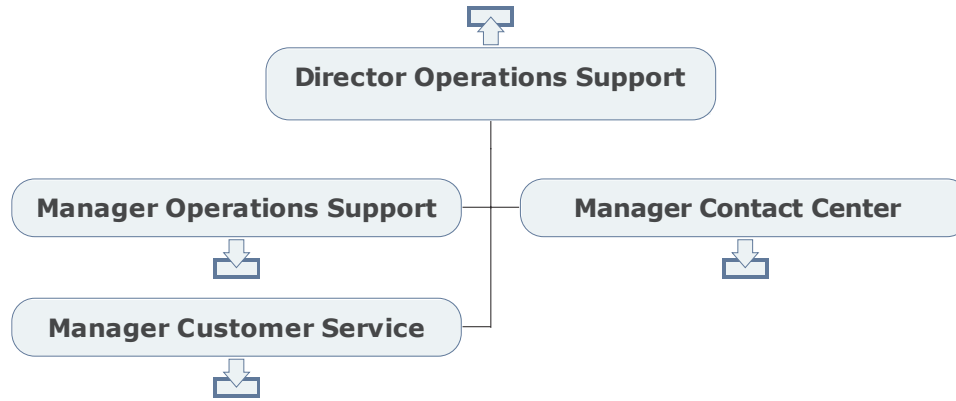 Director Operations Support
Manager Operations Support
Manager Contact Center
Manager Customer Service